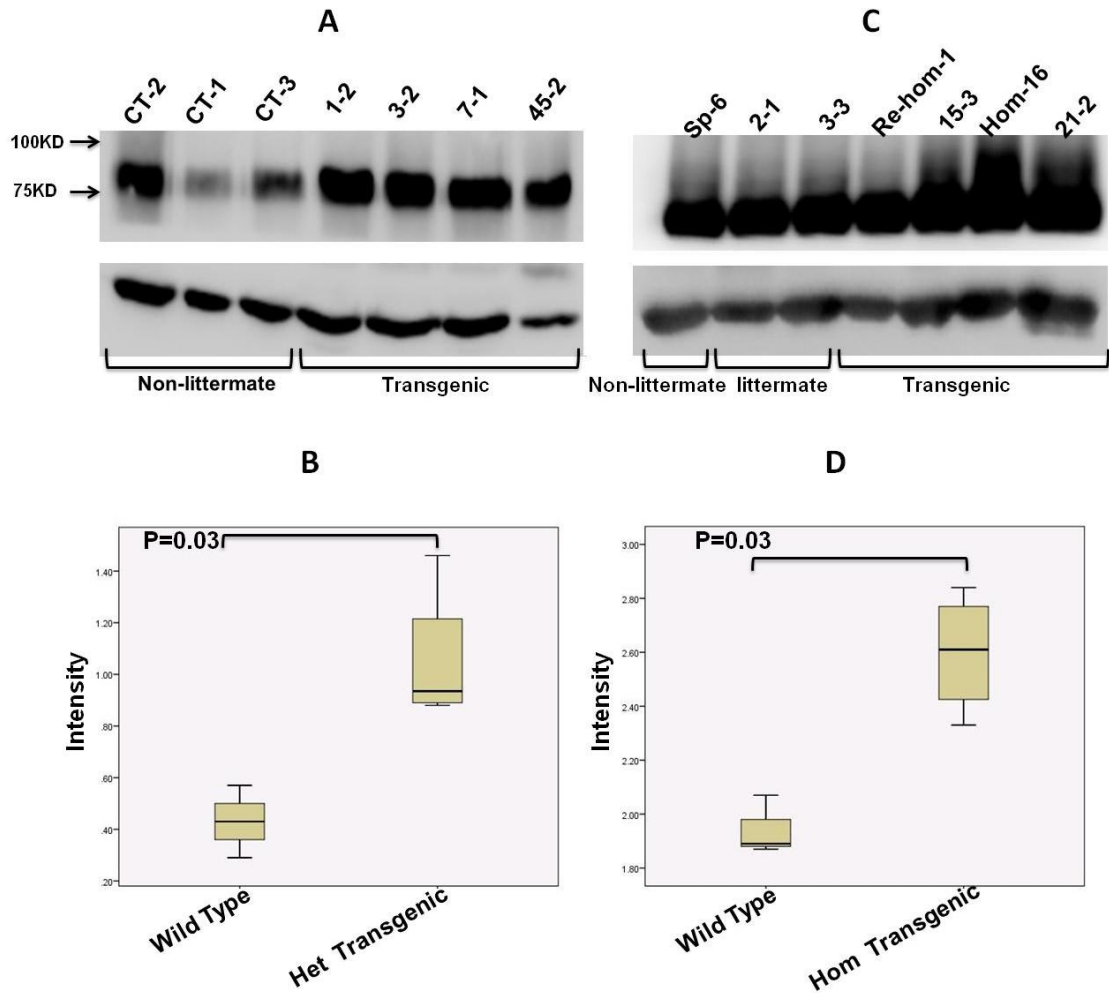 A
CT-2 CT-1 CT-3 1-2 3-2 7-1 45-2
100KD
75KD
Non-littermate Transgenic
C
Sp-6 2-1 3-3 Re-hom-1 15-3 Hom-16 21-2
Non-littermate littermate Transgenic
B
P=0.03
1.40
1.20
1.00
.80
.60
.40
.20
Intensity
Wild Type Het Transgenic
D
P=0.03
3.00
2.80
2.60
2.40
2.20
2.00
1.80
Intensity
Wild Type Hom Transgenic